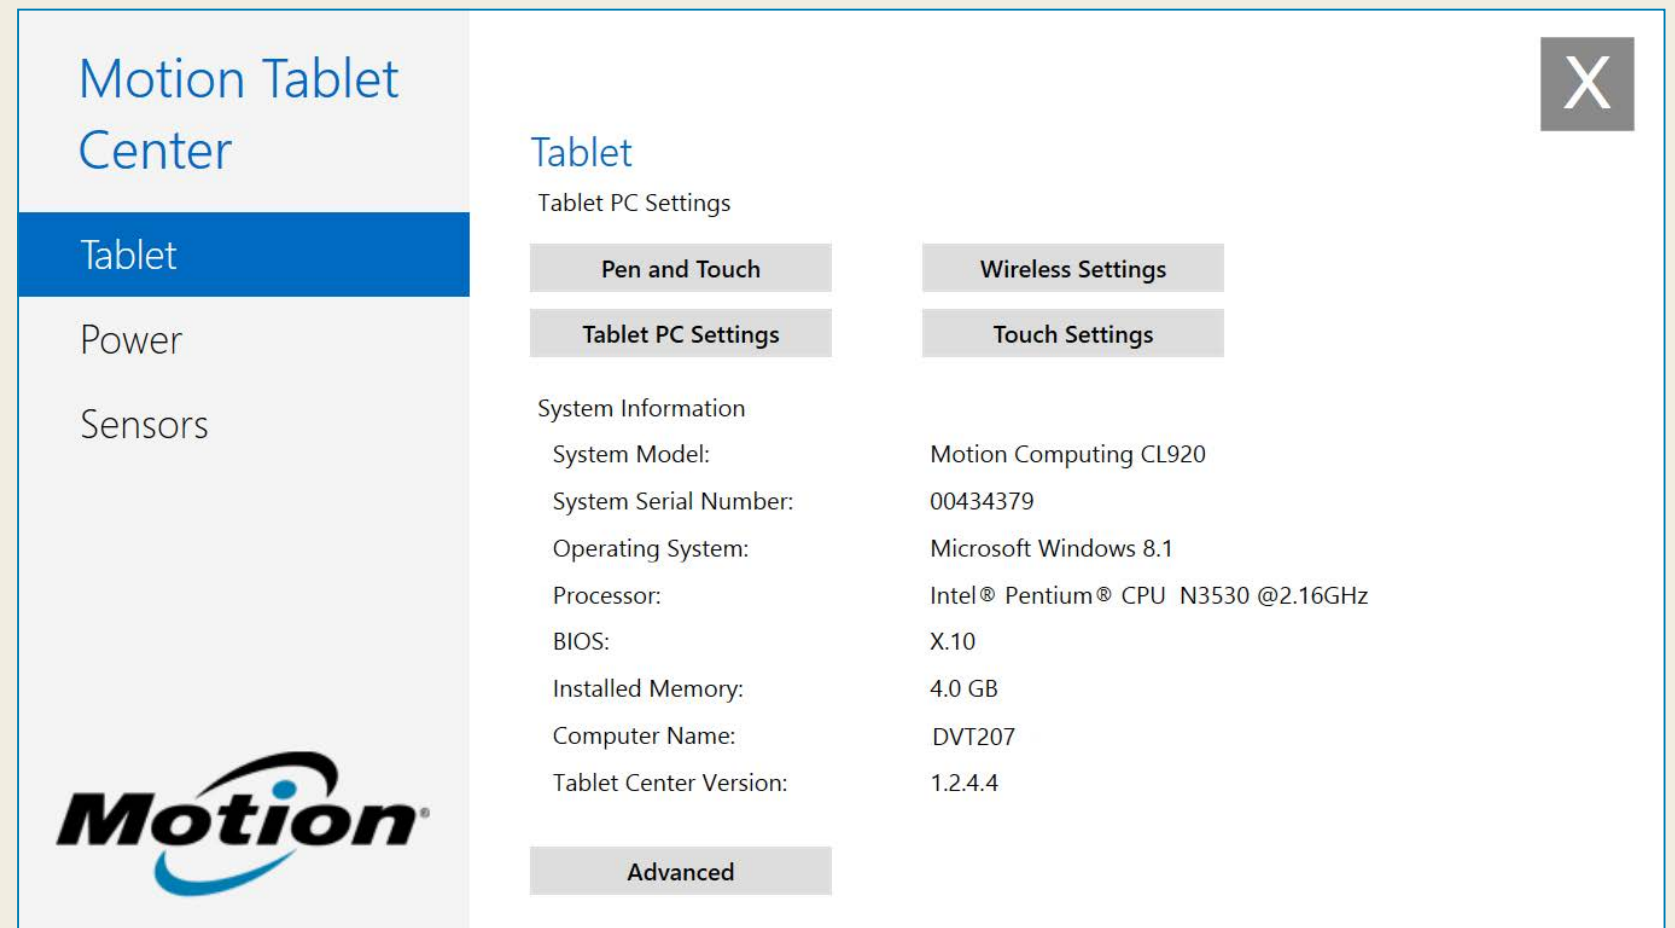 Motion Tablet
Center
X
Tablet
Power
Sensors
Motion®
Tablet
Tablet PC Settings
Pen and Touch
Wireless Settings
Tablet PC Settings
Touch Settings
System Information
System Model: Motion Computing CL920
System Serial Number: 00434379
Operating System: Microsoft Windows 8.1
Processor: Intel® Pentium® CPU  N3530 @2.16GHz
BIOS: X.10
Installed Memory: 4.0 GB
Computer Name: DVT207
Tablet Center Version: 1.2.4.4
Advanced